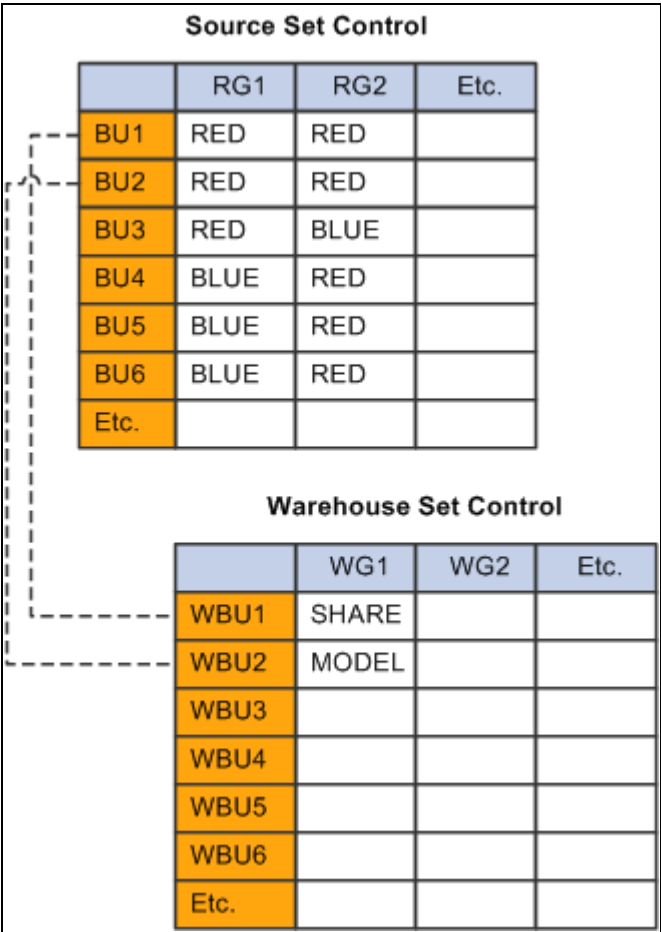 Source Set Control
RG1 RG2 Etc.
BU1 RED RED
BU2 RED RED
BU3 RED BLUE
BU4 BLUE RED
BU5 BLUE RED
BU6 BLUE RED
Etc.
Warehouse Set Control
WG1 WG2 Etc.
WBU1 SHARE
WBU2 MODEL
WBU3
WBU4
WBU5
WBU6
Etc.